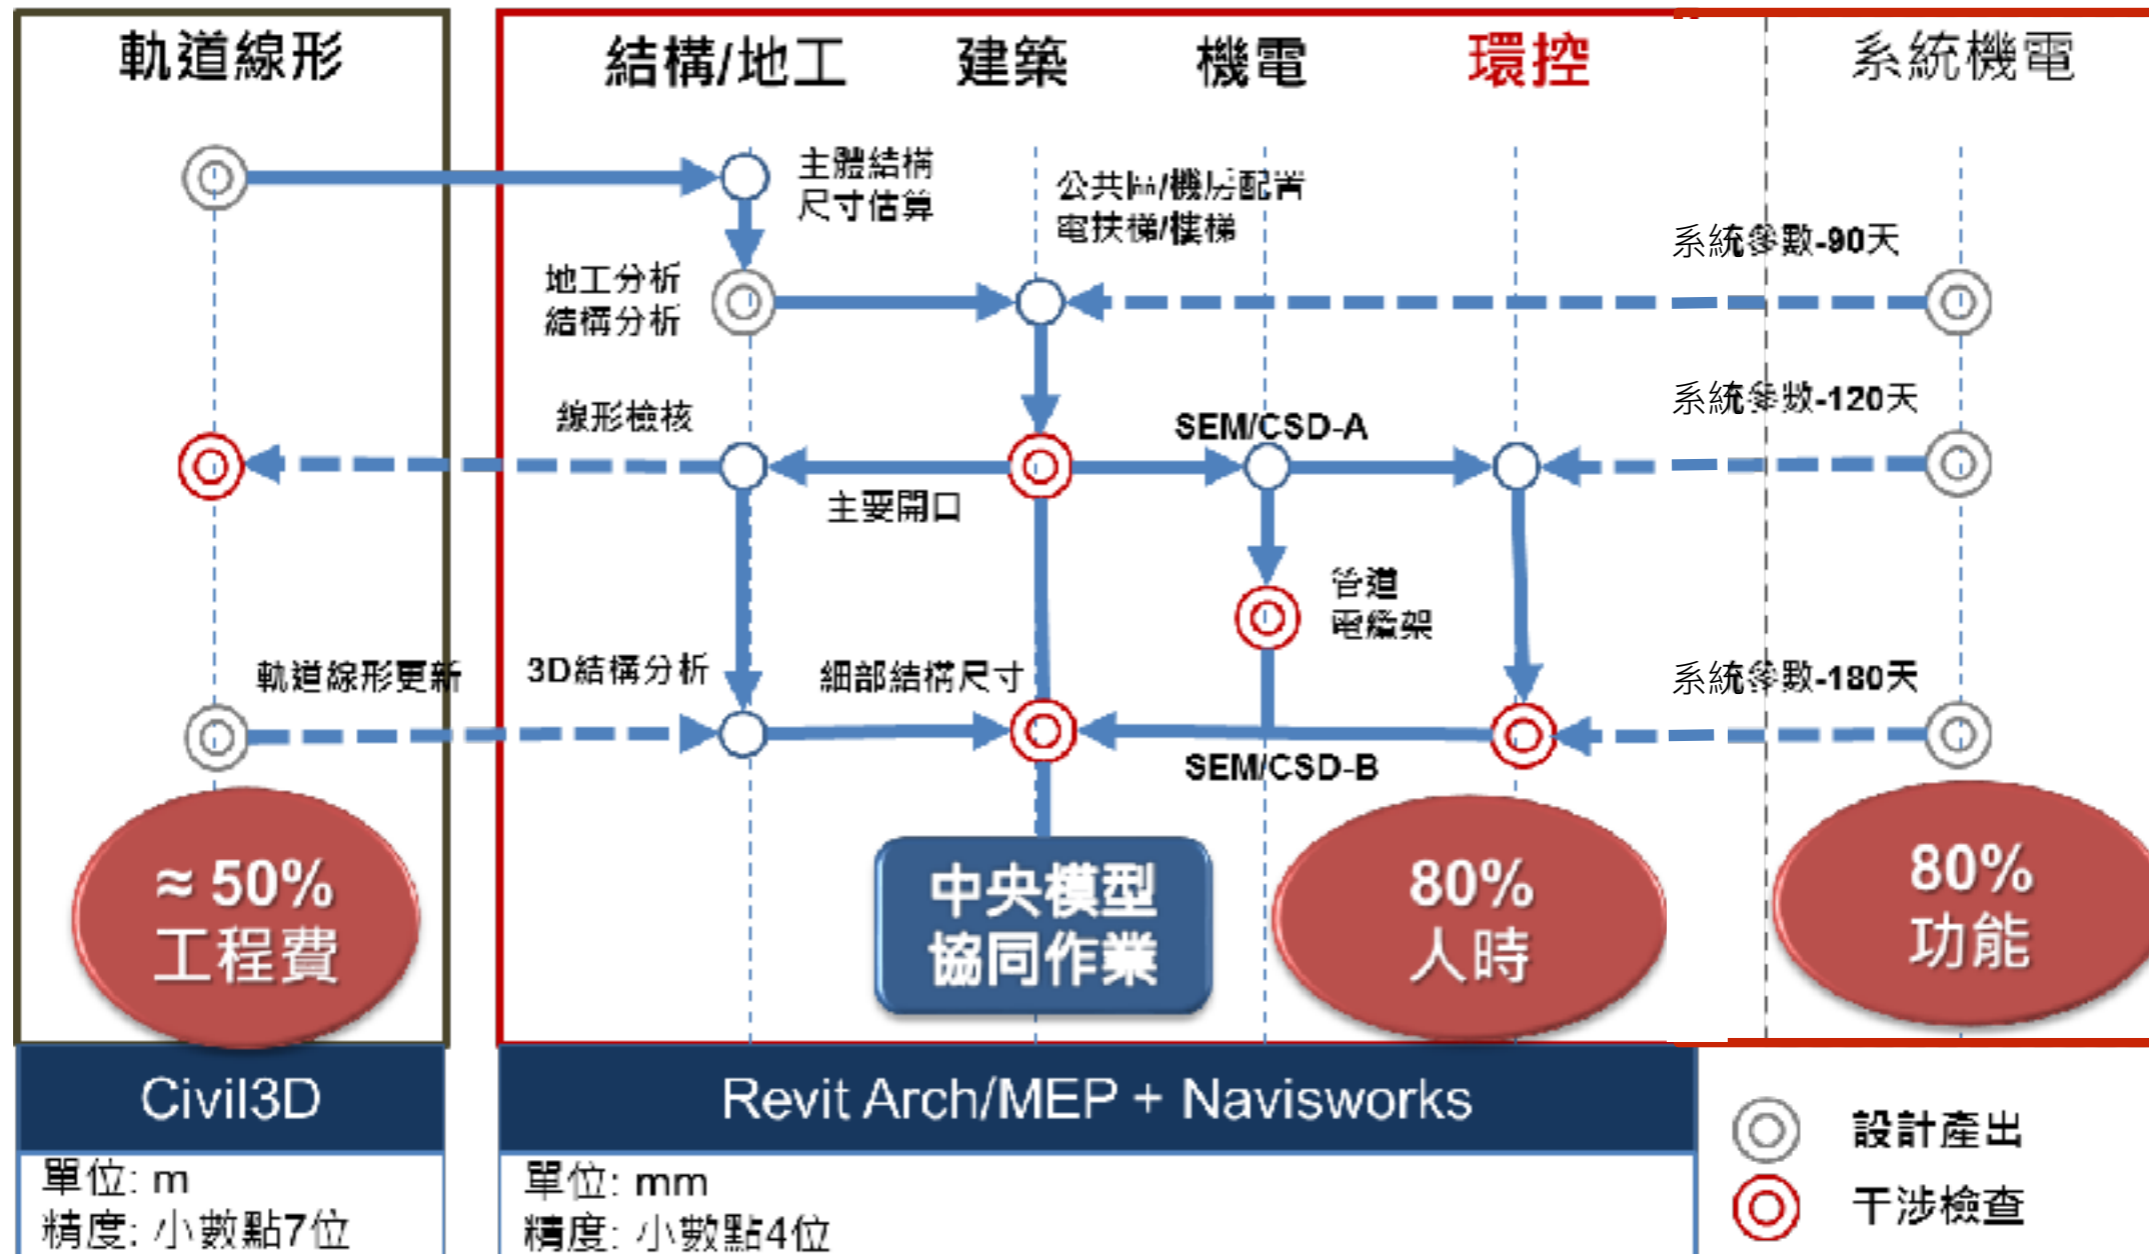 軌道線形
結構/地工
建築
機電
環控
系統機電
主體結構
尺寸估算
公共區/機房配置
電扶梯/樓梯
系統參數-90天
地工分析
結構分析
系統參數-120天
線形檢核
SEM/CSD-A
主要開口
管道
電纜架
軌道線形更新
3D結構分析
細部結構尺寸
系統參數-180天
SEM/CSD-B
≈ 50%
工程費
中央模型
協同作業
80%
人時
80%
功能
Civil3D
Revit Arch/MEP + Navisworks
單位: m
精度: 小數點7位
單位: mm
精度: 小數點4位
設計產出
干涉檢查